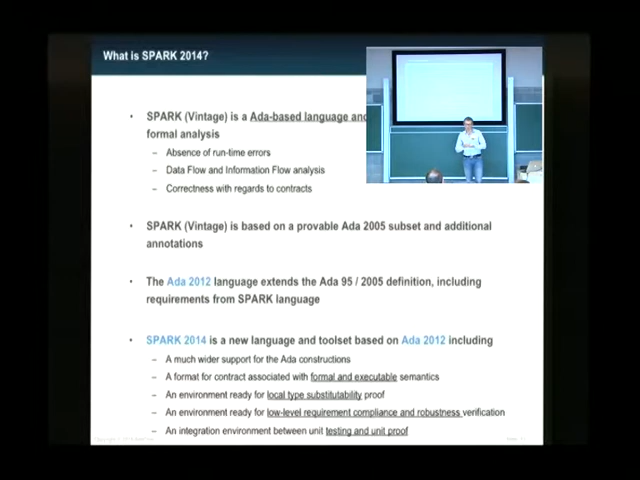 What is SPARK 2014?
• SPARK (Vintage) is a Ada-based language and
formal analysis
– Absence of run-time errors
– Data Flow and Information Flow analysis
– Correctness with regards to contracts
• SPARK (Vintage) is based on a provable Ada 2005 subset and additional
annotations
• The Ada 2012 language extends the Ada 95 / 2005 definition, including
requirements from SPARK language
• SPARK 2014 is a new language and toolset based on Ada 2012 including
– A much wider support for the Ada constructions
– A format for contract associated with formal and executable semantics
– An environment ready for local type substitutability proof
– An environment ready for low-level requirement compliance and robustness verification
– An integration environment between unit testing and unit proof